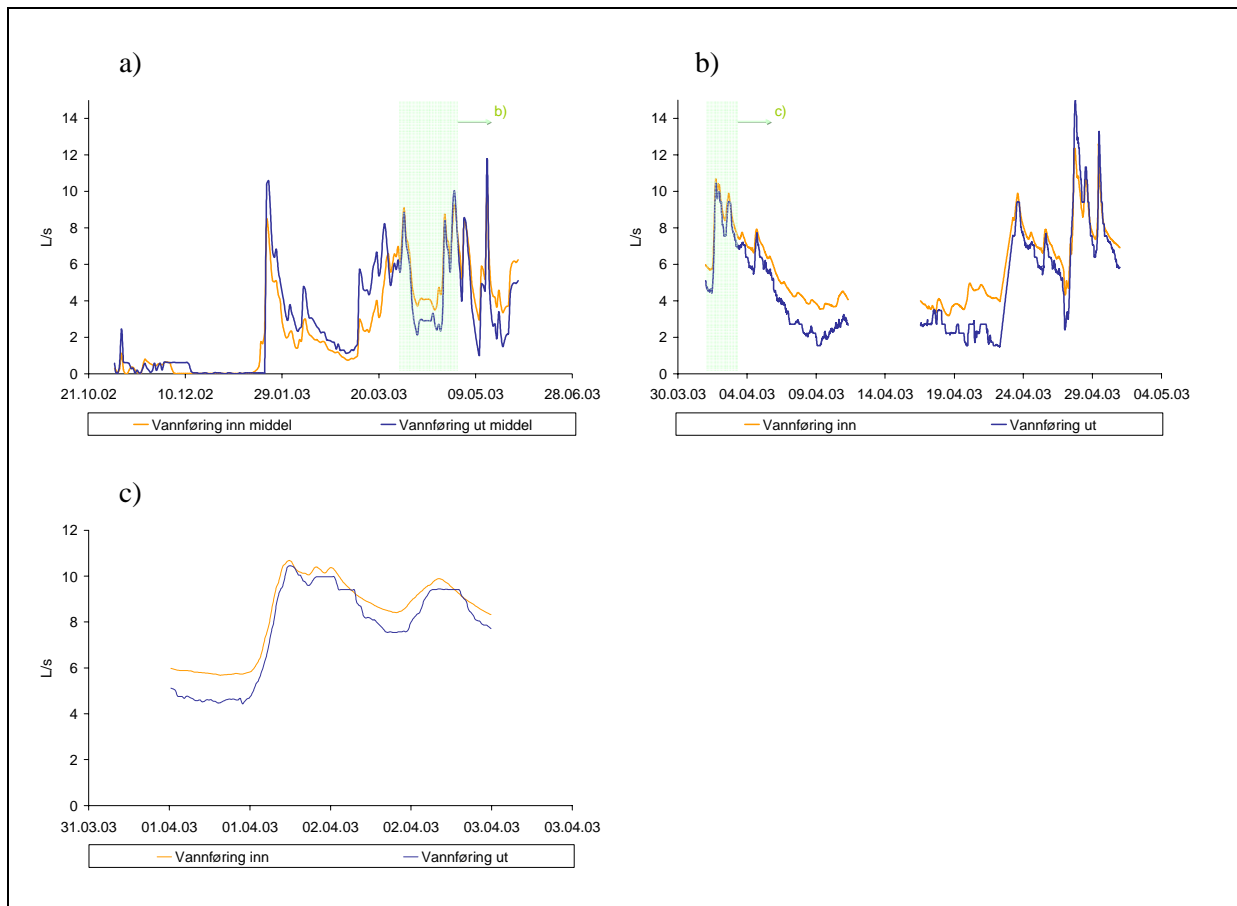 a)
b)
14
12
10
8
6
4
2
0
L/s
21.10.02 10.12.02 29.01.03 20.03.03 09.05.03 28.06.03
Vannføring inn middel Vannføring ut middel
b)
c)
14
12
10
8
6
4
2
0
L/s
30.03.03 04.04.03 09.04.03 14.04.03 19.04.03 24.04.03 29.04.03 04.05.03
Vannføring inn Vannføring ut
c)
12
10
8
6
4
2
0
L/s
31.03.03 01.04.03 01.04.03 02.04.03 02.04.03 03.04.03 03.04.03
Vannføring inn Vannføring ut